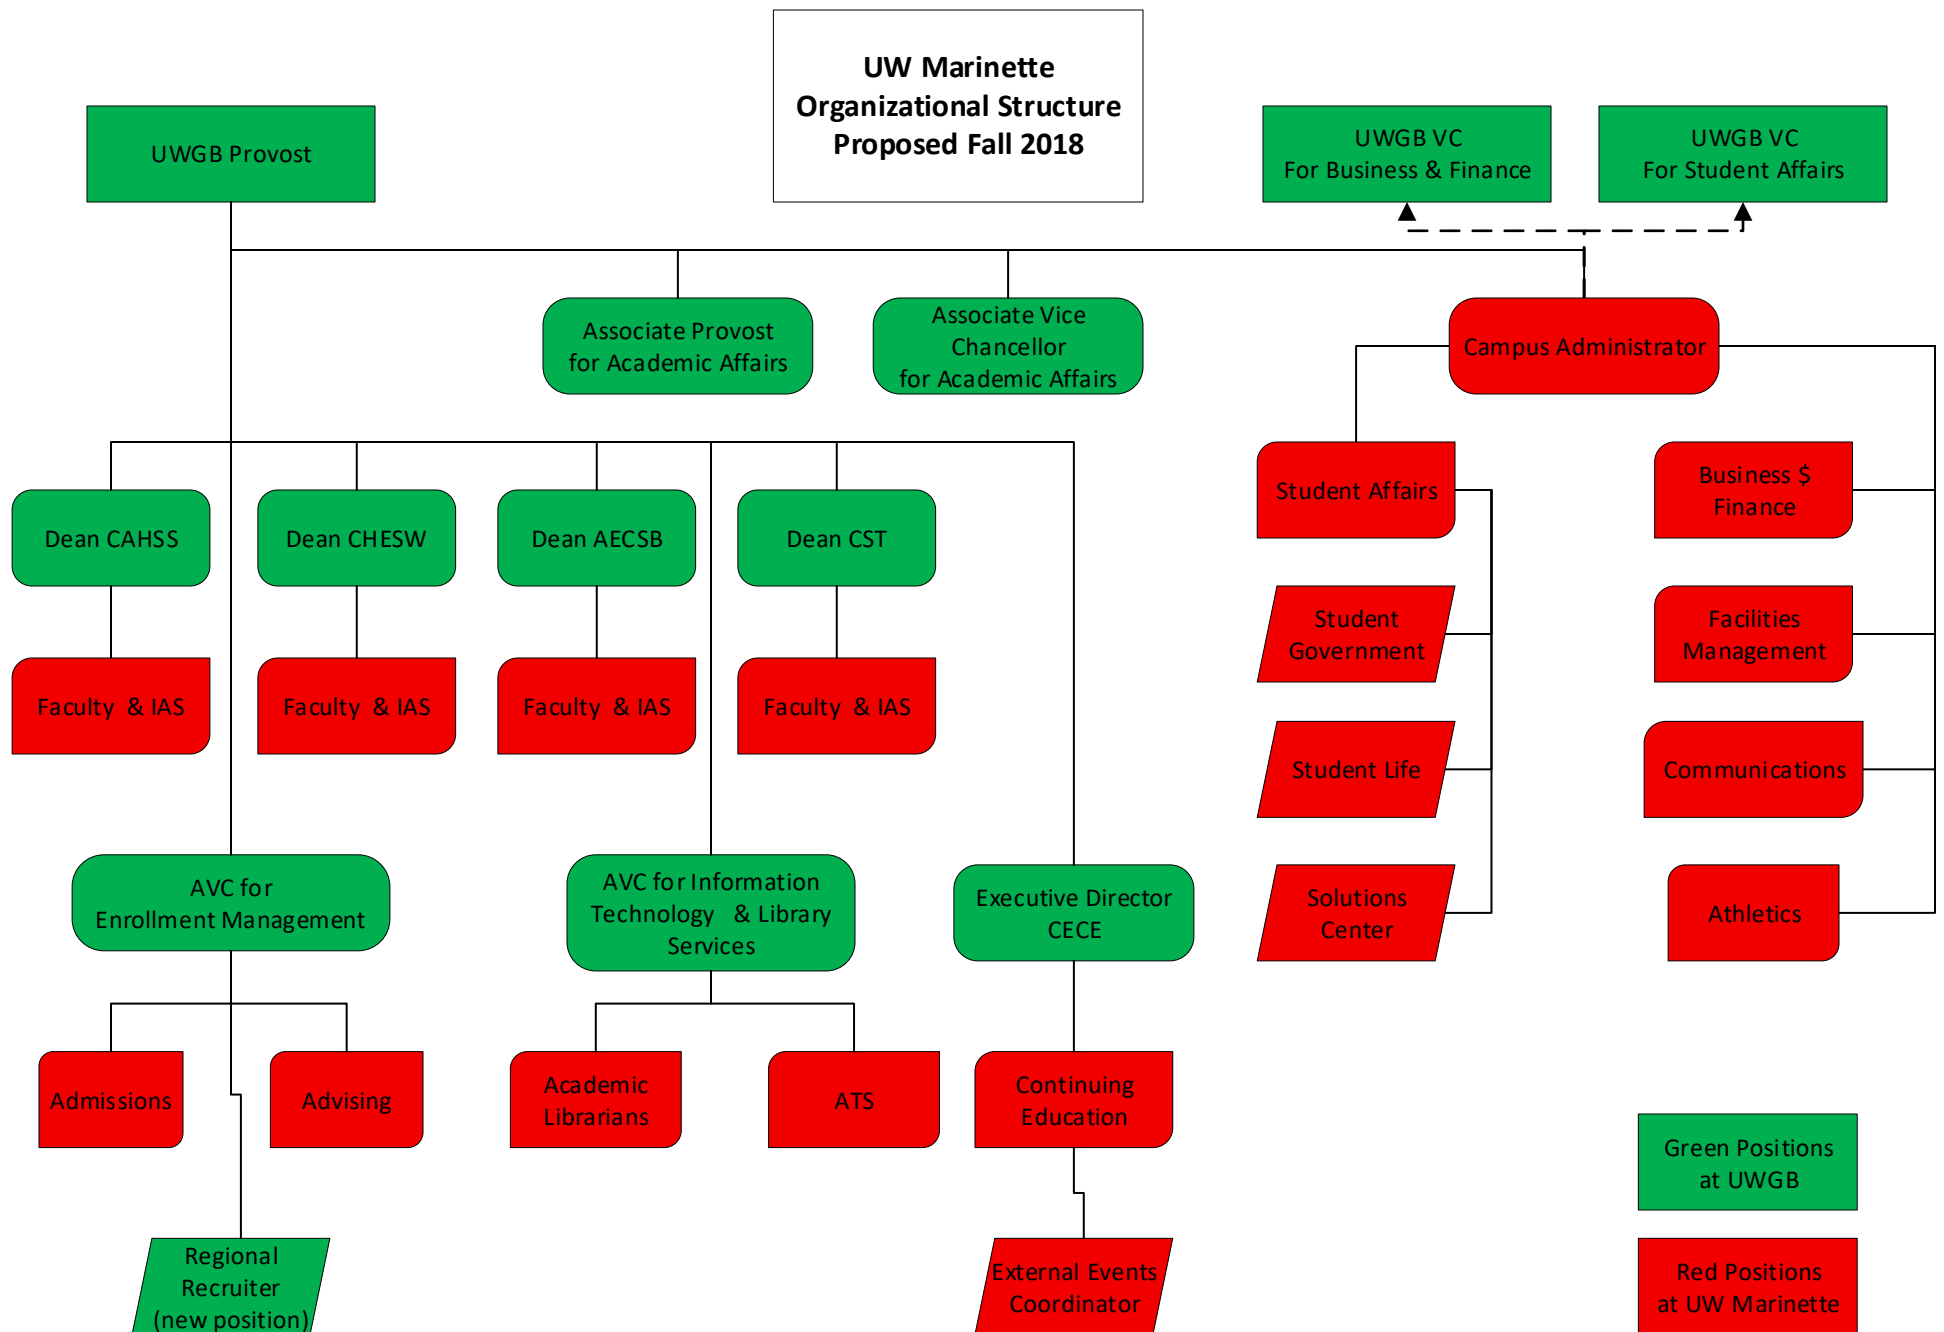 UW Marinette
Organizational Structure
Proposed Fall 2018
UWGB Provost
UWGB VC
For Business & Finance
UWGB VC
For Student Affairs
Associate Provost
for Academic Affairs
Associate Vice
Chancellor
for Academic Affairs
Campus Administrator
Dean CAHSS
Dean CHESW
Dean AECSB
Dean CST
Student Affairs
Business $
Finance
Faculty & IAS
Faculty & IAS
Faculty & IAS
Faculty & IAS
Student
Government
Facilities
Management
Student Life
Communications
AVC for
Enrollment Management
AVC for Information
Technology & Library
Services
Executive Director
CECE
Solutions
Center
Athletics
Admissions
Advising
Academic
Librarians
ATS
Continuing
Education
Green Positions
at UWGB
Regional
Recruiter
(new position)
External Events
Coordinator
Red Positions
at UW Marinette